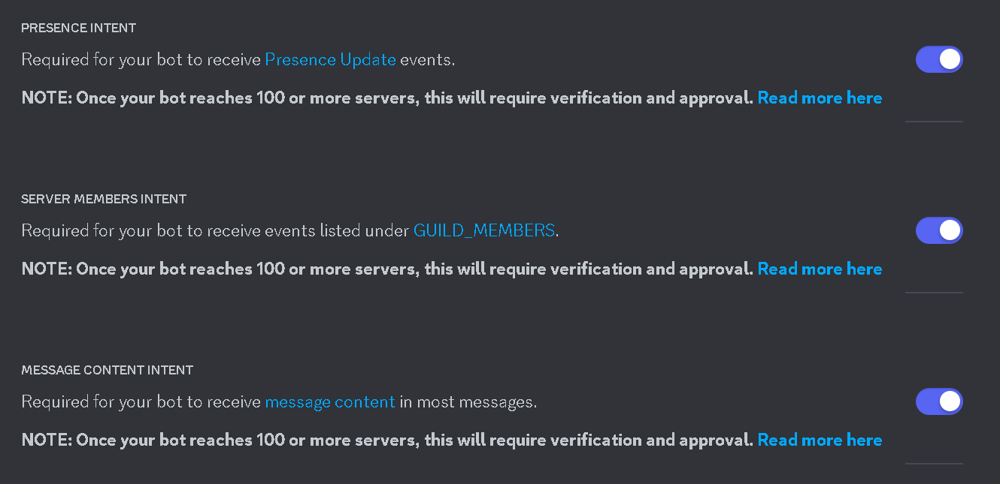 PRESENCE INTENT
Required for your bot to receive Presence Update events.
NOTE: Once your bot reaches 100 or more servers, this will require verification and approval. Read more here
SERVER MEMBERS INTENT
Required for your bot to receive events listed under GUILD_MEMBERS.
NOTE: Once your bot reaches 100 or more servers, this will require verification and approval. Read more here
MESSAGE CONTENT INTENT
Required for your bot to receive message content in most messages.
NOTE: Once your bot reaches 100 or more servers, this will require verification and approval. Read more here